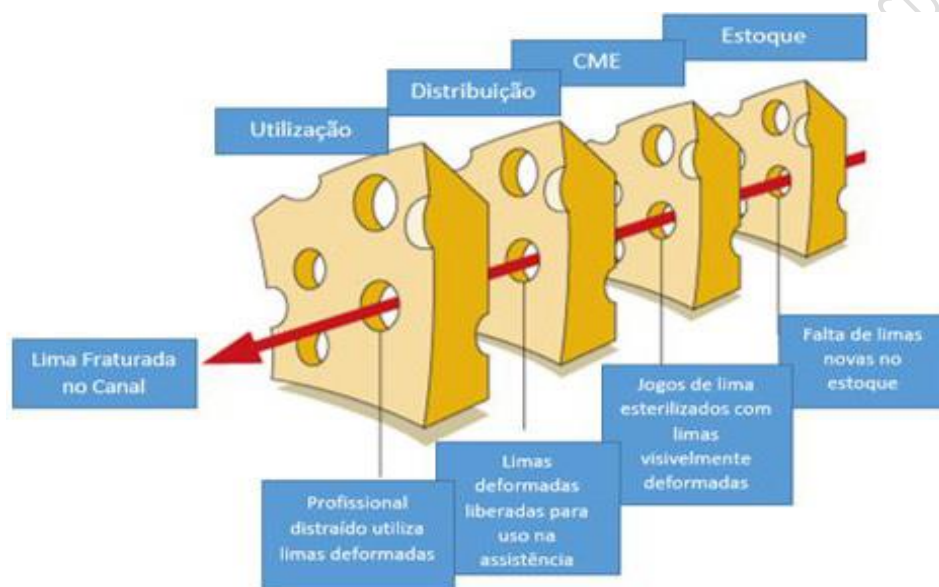 Estoque
CME
Distribuição
Utilização
Lima Fraturada
no Canal
Profissional
distraído utiliza
limas deformadas
Limas
deformadas
liberadas para
uso na
assistência
Jogos de lima
esterilizados com
limas
visivelmente
deformadas
Falta de limas
novas no
estoque